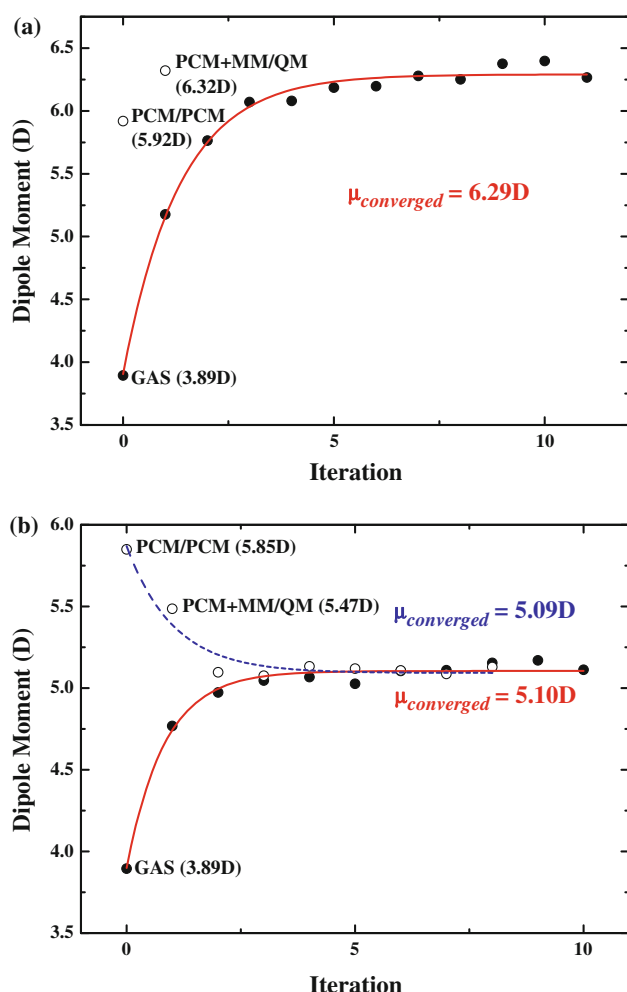 (a)
6.5
6.0
5.5
5.0
4.5
4.0
3.5
Dipole Moment (D)
PCM+MM/QM
(6.32D)
PCM/PCM
(5.92D)
μconverged = 6.29D
GAS (3.89D)
0
5
10
Iteration
(b)
6.0
5.5
5.0
4.5
4.0
3.5
Dipole Moment (D)
PCM/PCM (5.85D)
PCM+MM/QM (5.47D)
μconverged = 5.09D
μconverged = 5.10D
GAS (3.89D)
0
5
10
Iteration